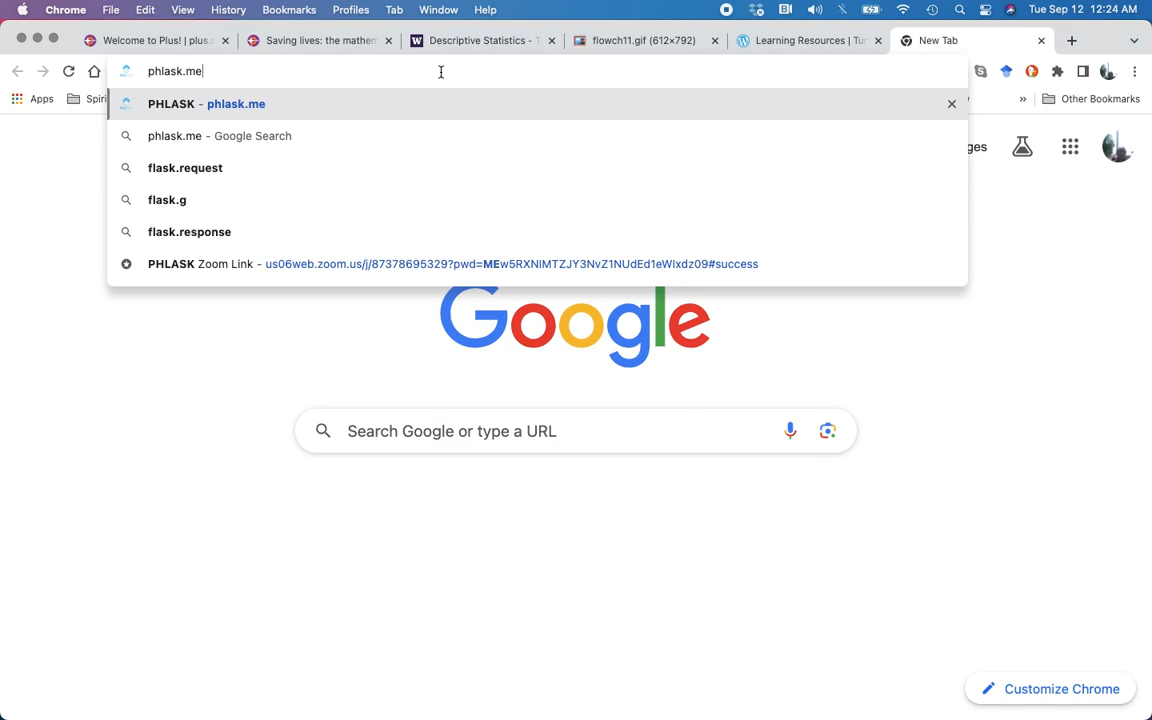 Chrome File Edit View History Bookmarks Profiles Tab Window Help Tue Sep 12 12:24 AM
Welcome to Plus! | plus. Saving lives: the mathem Descriptive Statistics - T flowch11.gif (612×792) Learning Resources | Tur New Tab
phlask.me
Apps Spiri » Other Bookmarks
PHLASK - phlask.me
phlask.me - Google Search
ges
flask.request
flask.g
flask.response
PHLASK Zoom Link - us06web.zoom.us/j/87378695329?pwd=MEw5RXNIMTZJY3NvZ1NUdEd1eWIxdz09#success
Google
Search Google or type a URL
Customize Chrome